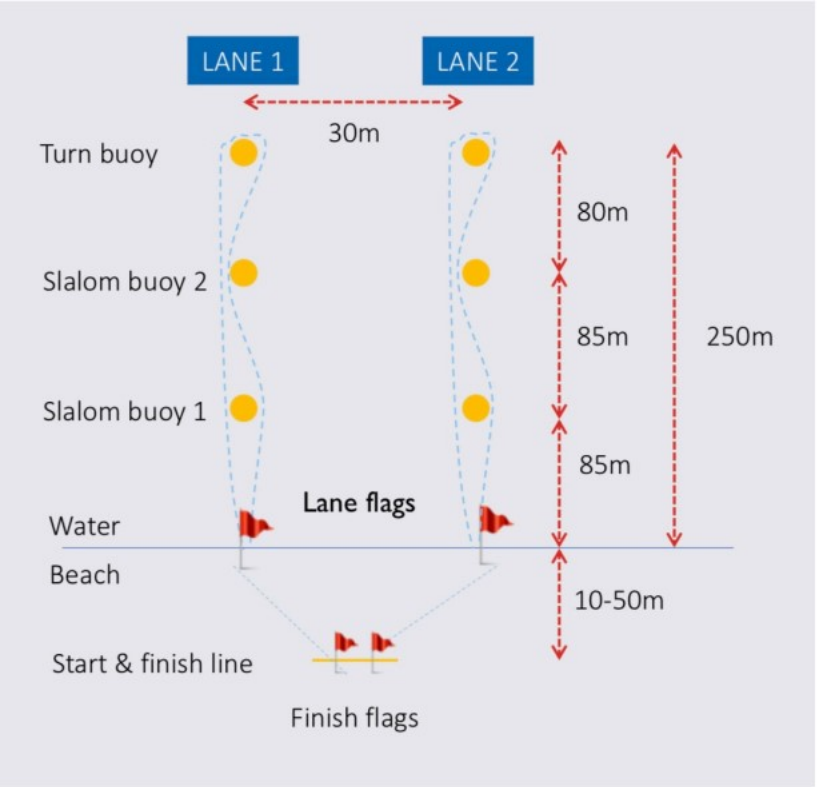 LANE 1
LANE 2
30m
Turn buoy
80m
Slalom buoy 2
85m
250m
Slalom buoy 1
85m
Lane flags
Water
Beach
10-50m
Start & finish line
Finish flags